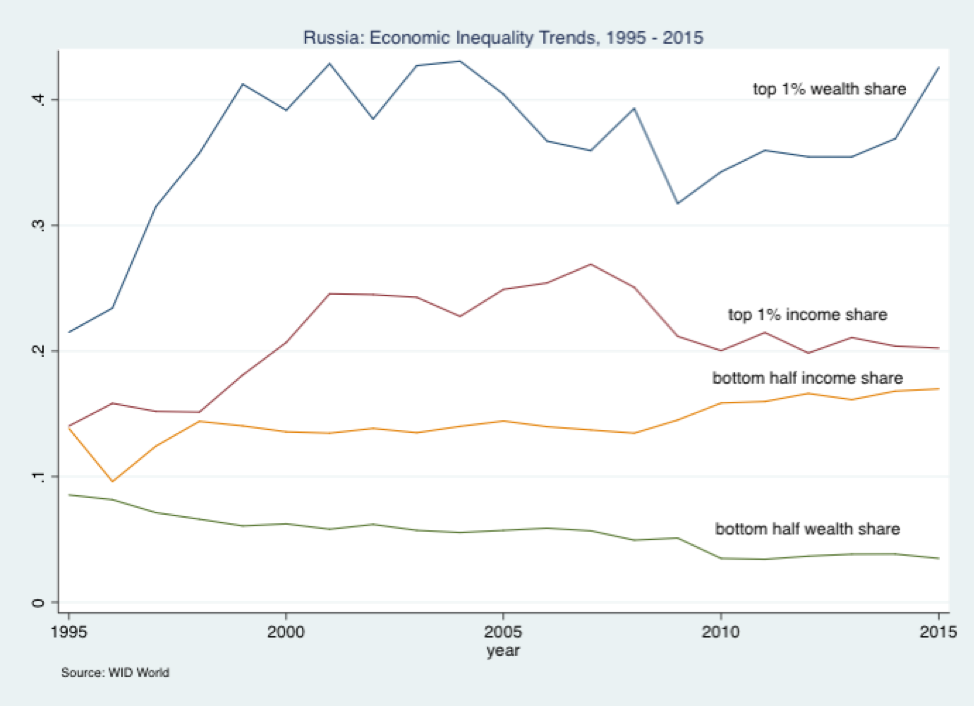 Russia: Economic Inequality Trends, 1995 - 2015
.4
top 1% wealth share
.3
top 1% income share
.2
bottom half income share
.1
bottom half wealth share
0
1995 2000 2005 2010 2015
year
Source: WID World